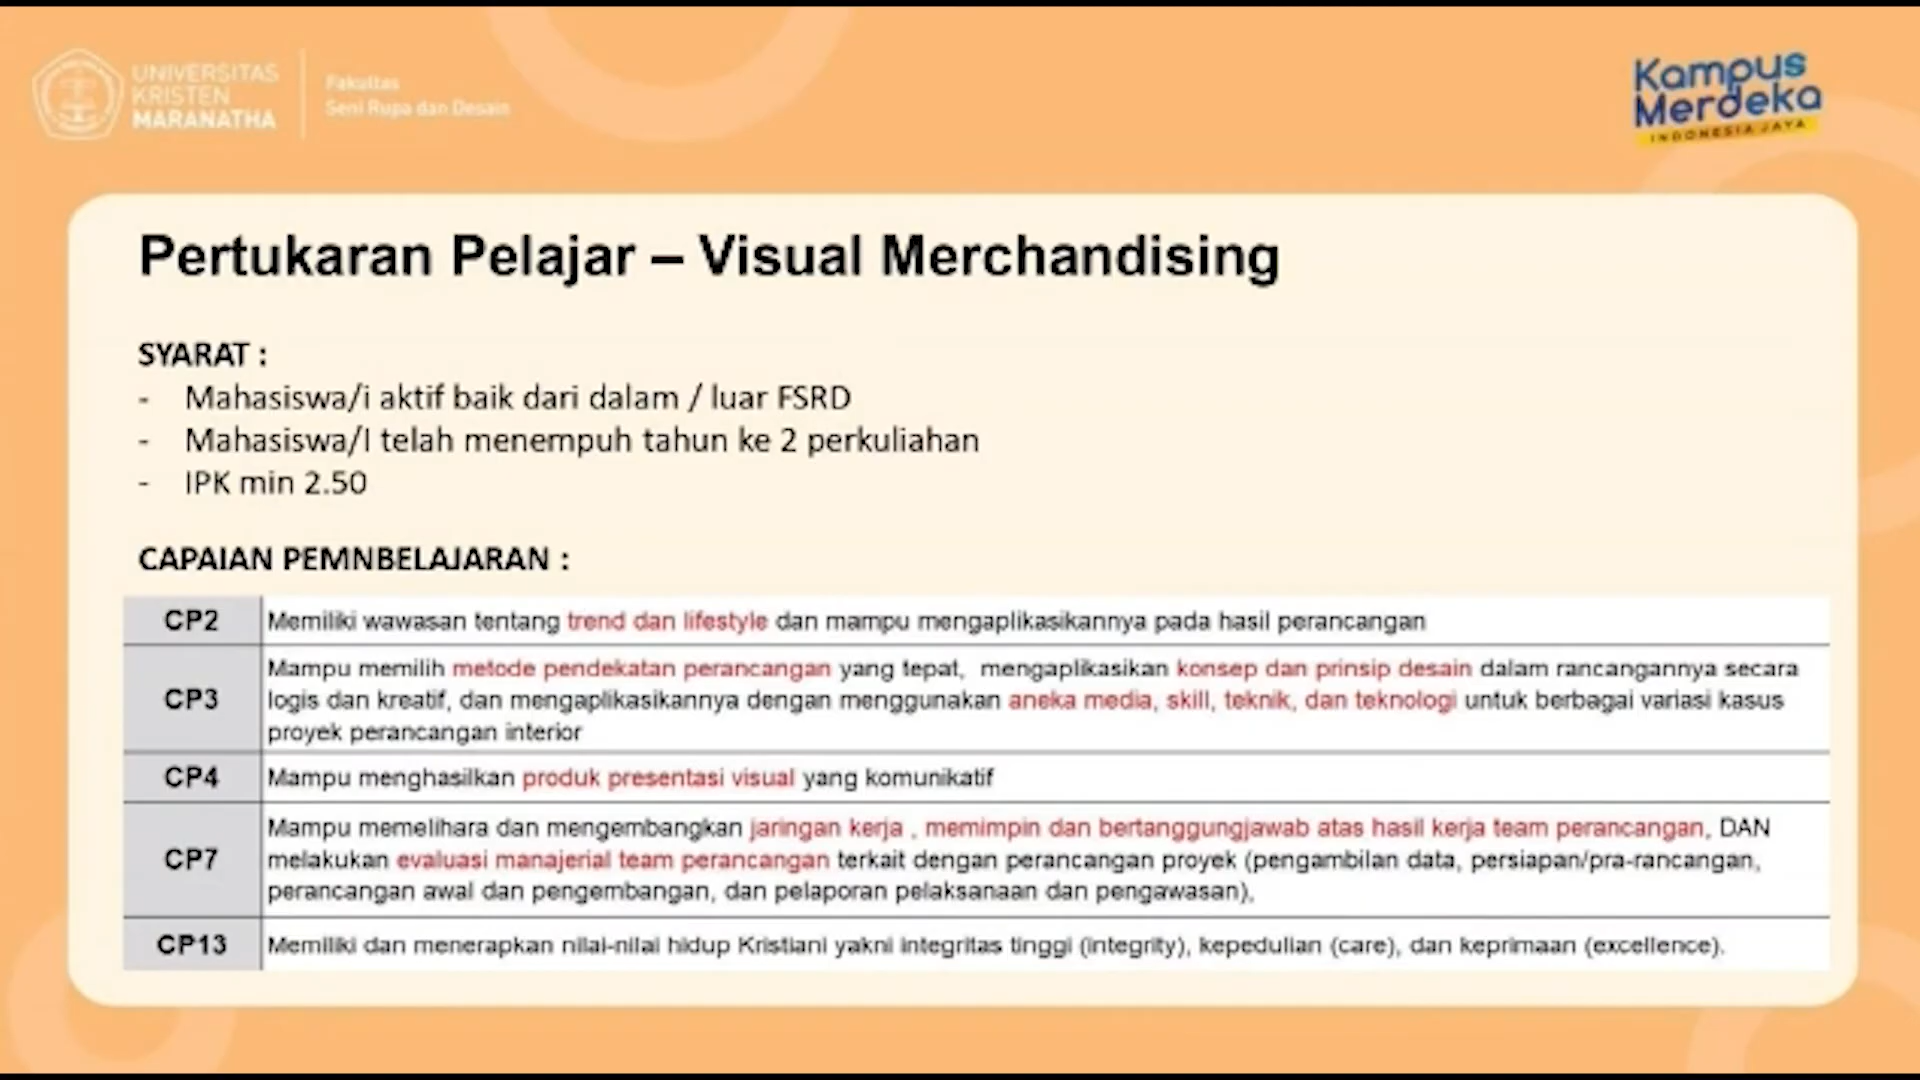 UNIVERSITAS
KRISTEN
MARANATHA
Fakultas
Seni Rupa dan Desain
Kampus
Merdeka
INDONESIA JAYA
Pertukaran Pelajar – Visual Merchandising
SYARAT :
- Mahasiswa/i aktif baik dari dalam / luar FSRD
- Mahasiswa/I telah menempuh tahun ke 2 perkuliahan
- IPK min 2.50
CAPAIAN PEMNBELAJARAN :
CP2 Memiliki wawasan tentang trend dan lifestyle dan mampu mengaplikasikannya pada hasil perancangan
CP3 Mampu memilih metode pendekatan perancangan yang tepat, mengaplikasikan konsep dan prinsip desain dalam rancangannya secara
logis dan kreatif, dan mengaplikasikannya dengan menggunakan aneka media, skill, teknik, dan teknologi untuk berbagai variasi kasus
proyek perancangan interior
CP4 Mampu menghasilkan produk presentasi visual yang komunikatif
CP7 Mampu memelihara dan mengembangkan jaringan kerja , memimpin dan bertanggungjawab atas hasil kerja team perancangan, DAN
melakukan evaluasi manajerial team perancangan terkait dengan perancangan proyek (pengambilan data, persiapan/pra-rancangan,
perancangan awal dan pengembangan, dan pelaporan pelaksanaan dan pengawasan),
CP13 Memiliki dan menerapkan nilai-nilai hidup Kristiani yakni integritas tinggi (integrity), kepedulian (care), dan keprimaan (excellence).